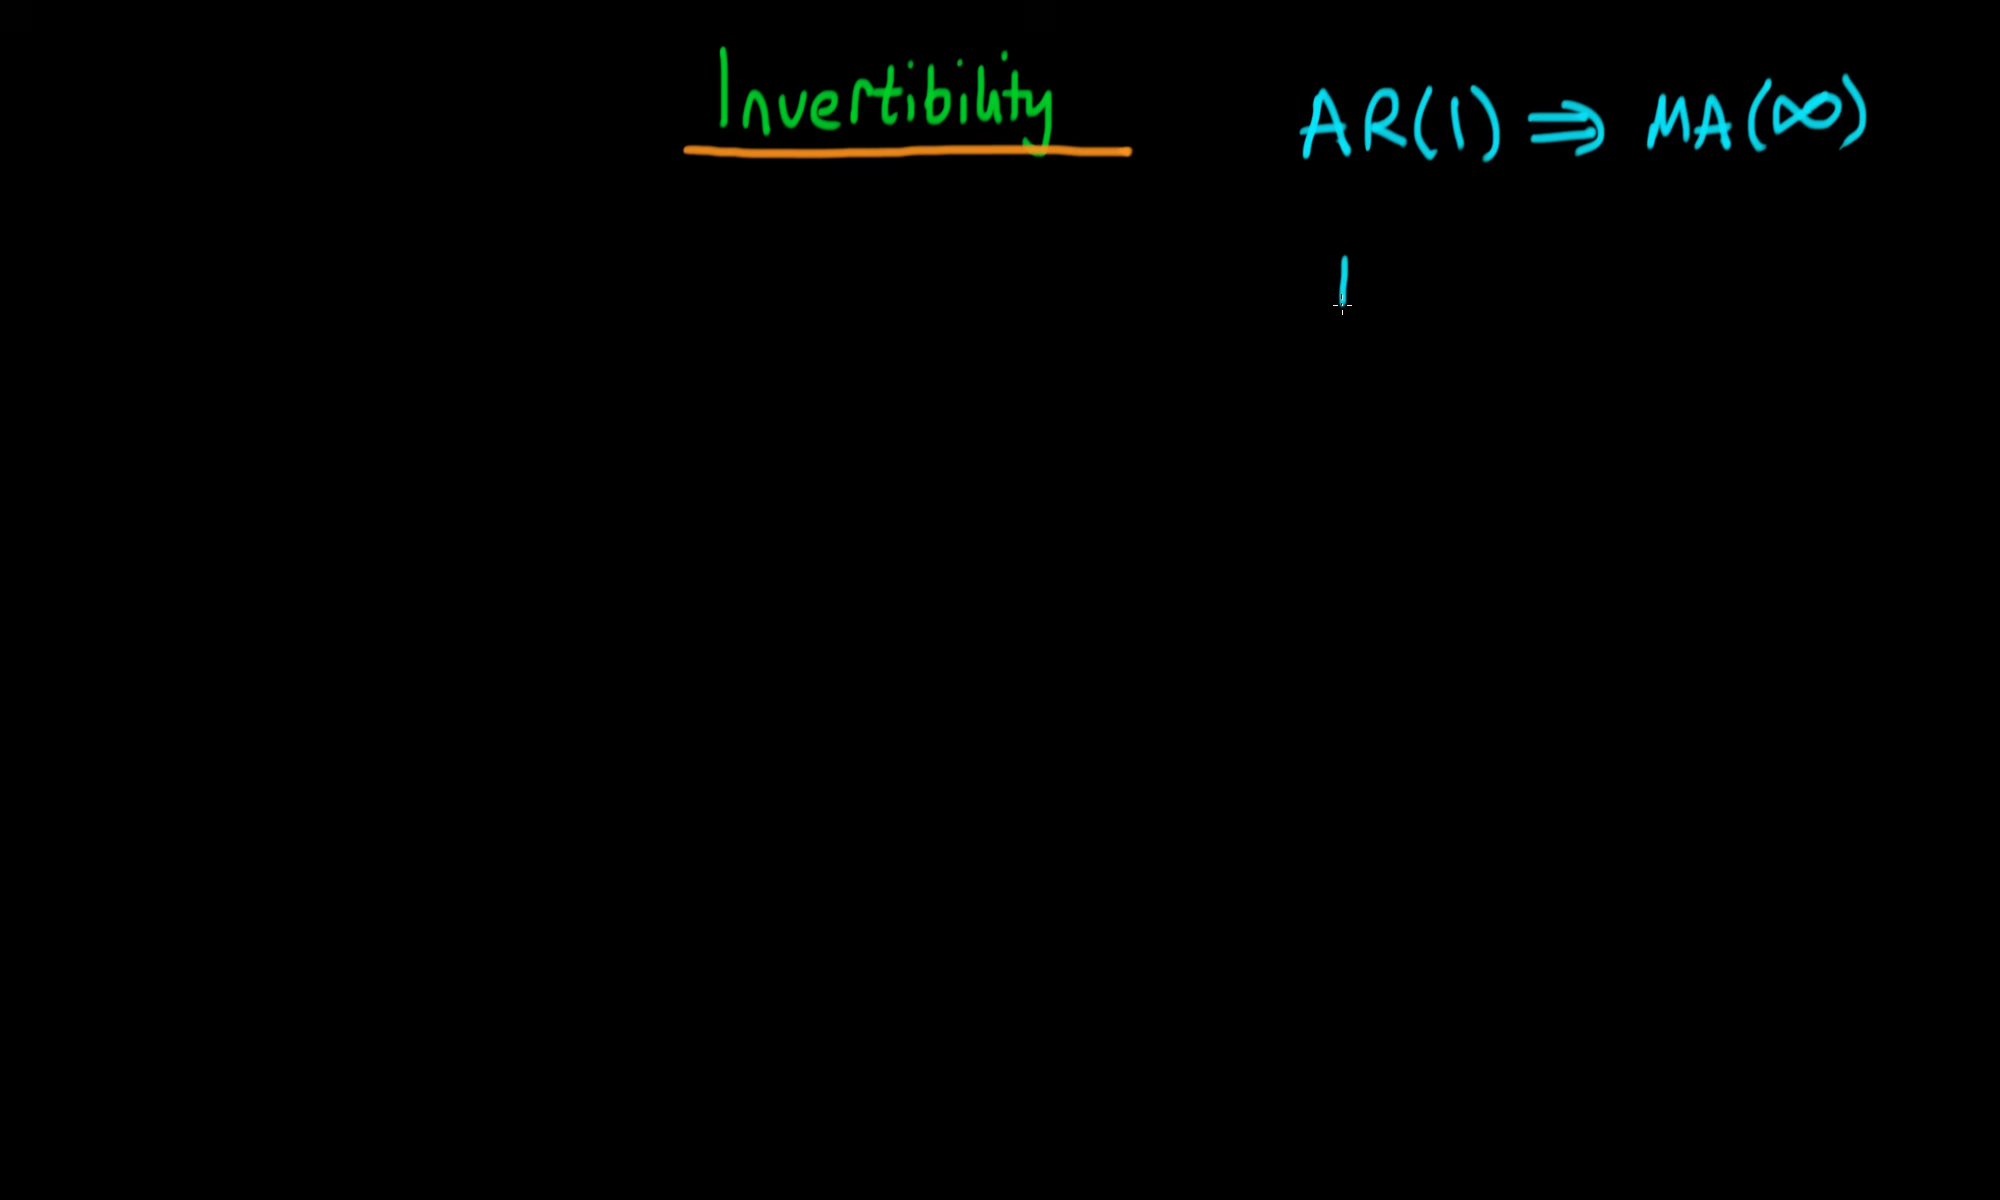 Invertibility
AR(1) ⇒ MA(∞)